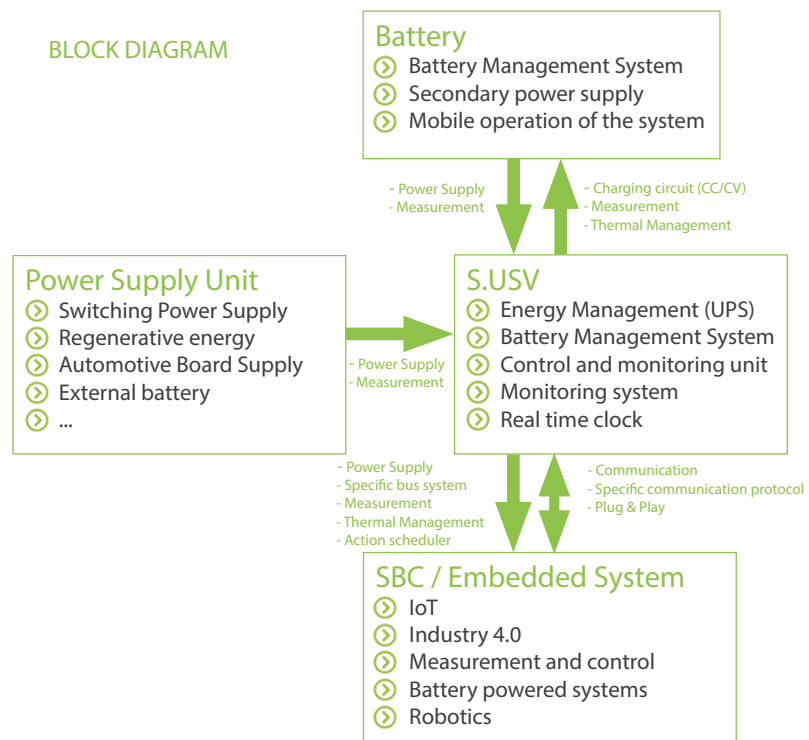 BLOCK DIAGRAM
Battery
Battery Management System
Secondary power supply
Mobile operation of the system
- Power Supply
- Measurement
- Charging circuit (CC/CV)
- Measurement
- Thermal Management
Power Supply Unit
Switching Power Supply
Regenerative energy
Automotive Board Supply
External battery
...
- Power Supply
- Measurement
S.USV
Energy Management (UPS)
Battery Management System
Control and monitoring unit
Monitoring system
Real time clock
- Power Supply
- Specific bus system
- Measurement
- Thermal Management
- Action scheduler
- Communication
- Specific communication protocol
- Plug & Play
SBC / Embedded System
IoT
Industry 4.0
Measurement and control
Battery powered systems
Robotics